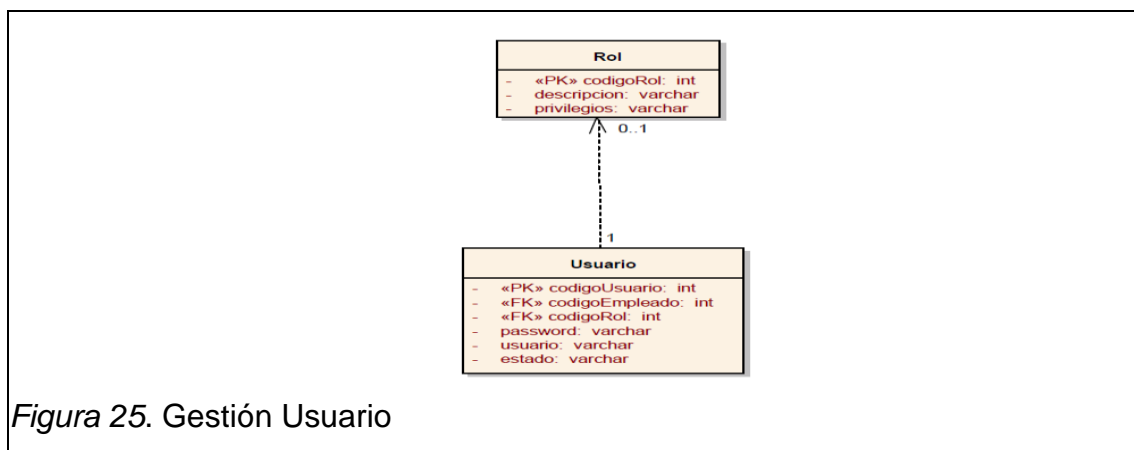 Rol
- «PK» codigoRol: int
- descripcion: varchar
- privilegios: varchar
0..1
1
Usuario
- «PK» codigoUsuario: int
- «FK» codigoEmpleado: int
- «FK» codigoRol: int
- password: varchar
- usuario: varchar
- estado: varchar
Figura 25. Gestión Usuario